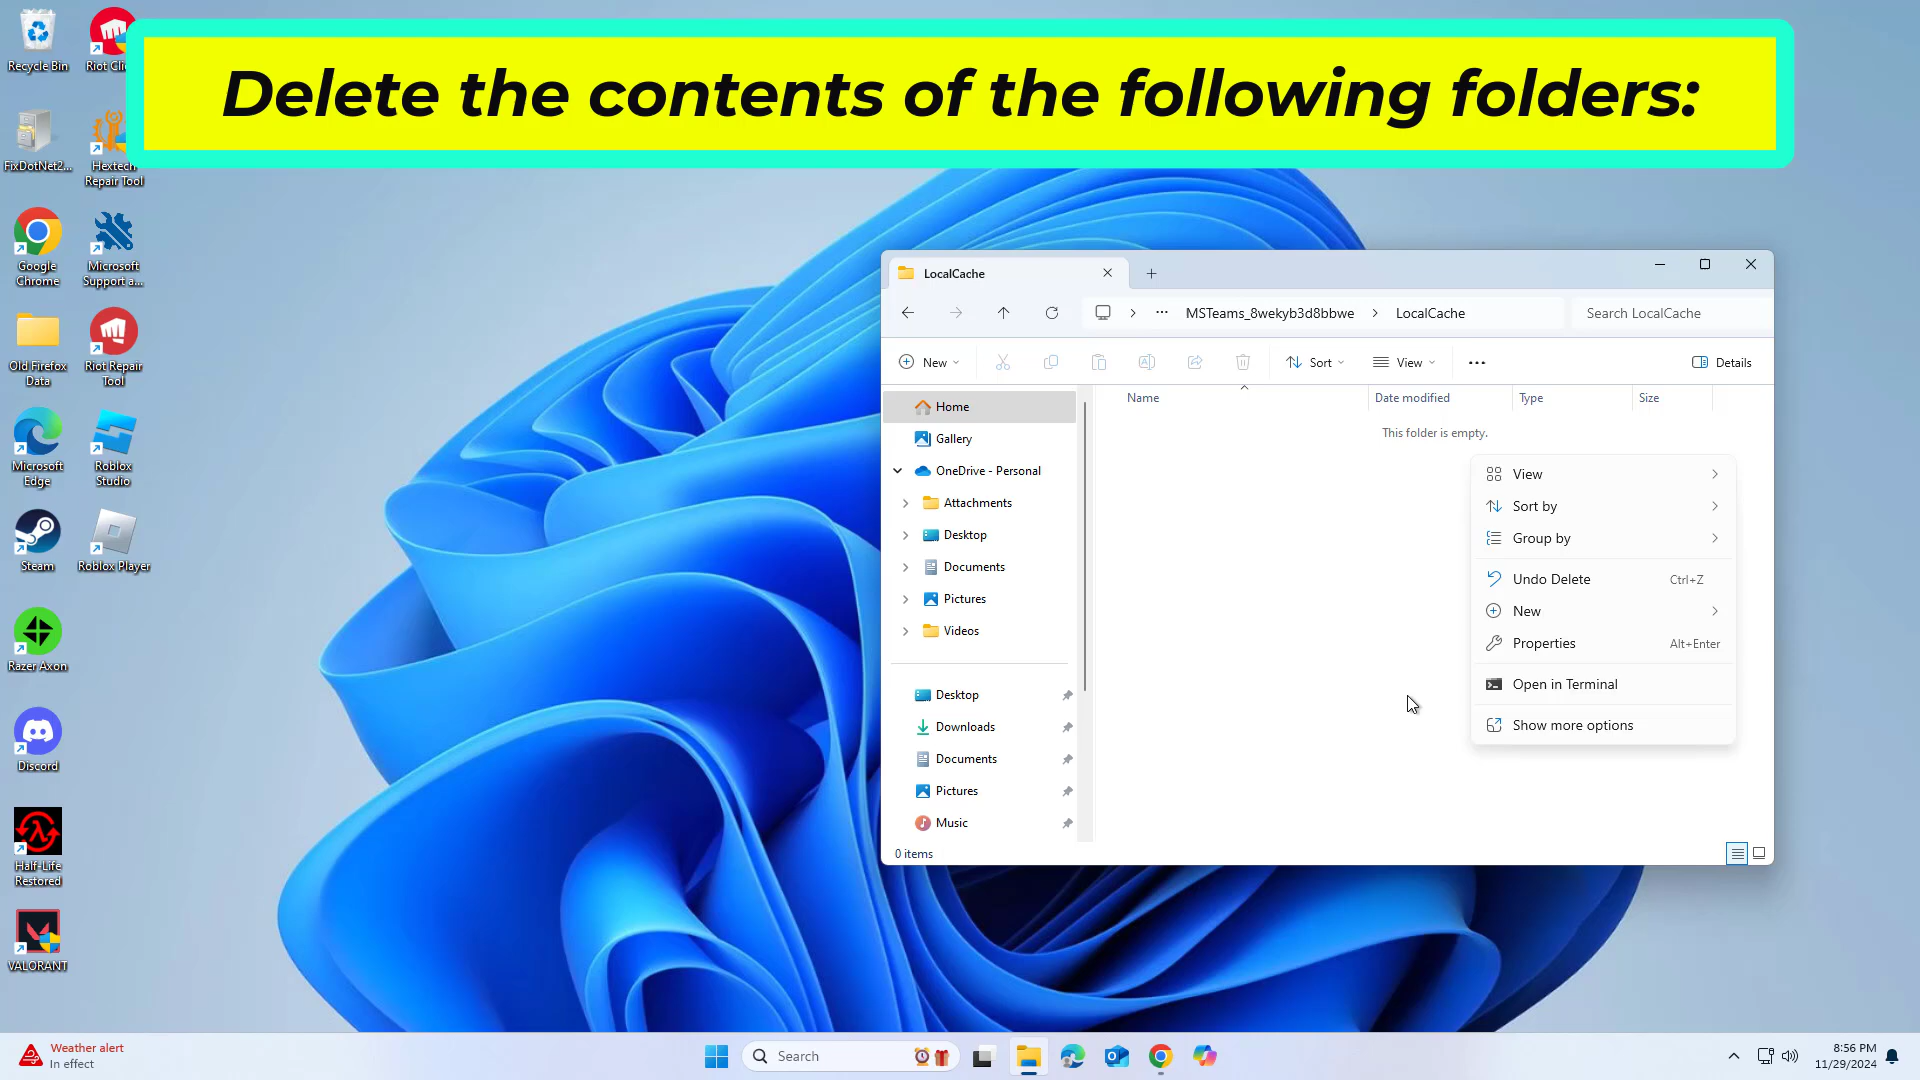 Delete the contents of the following folders:
Recycle Bin
Riot Cli
FixDotNet2...
Hextech
Repair Tool
Google
Chrome
Microsoft
Support a...
Old Firefox
Data
Riot Repair
Tool
Microsoft
Edge
Roblox
Studio
Steam
Roblox Player
Razer Axon
Discord
Half-Life
Restored
VALORANT
LocalCache
MSTeams_8wekyb3d8bbwe
LocalCache
Search LocalCache
New
Sort
View
Details
Name
Date modified
Type
Size
This folder is empty.
Home
Gallery
OneDrive - Personal
Attachments
Desktop
Documents
Pictures
Videos
Desktop
Downloads
Documents
Pictures
Music
0 items
View
Sort by
Group by
Undo Delete Ctrl+Z
New
Properties Alt+Enter
Open in Terminal
Show more options
Weather alert
In effect
Search
8:56 PM
11/29/2024